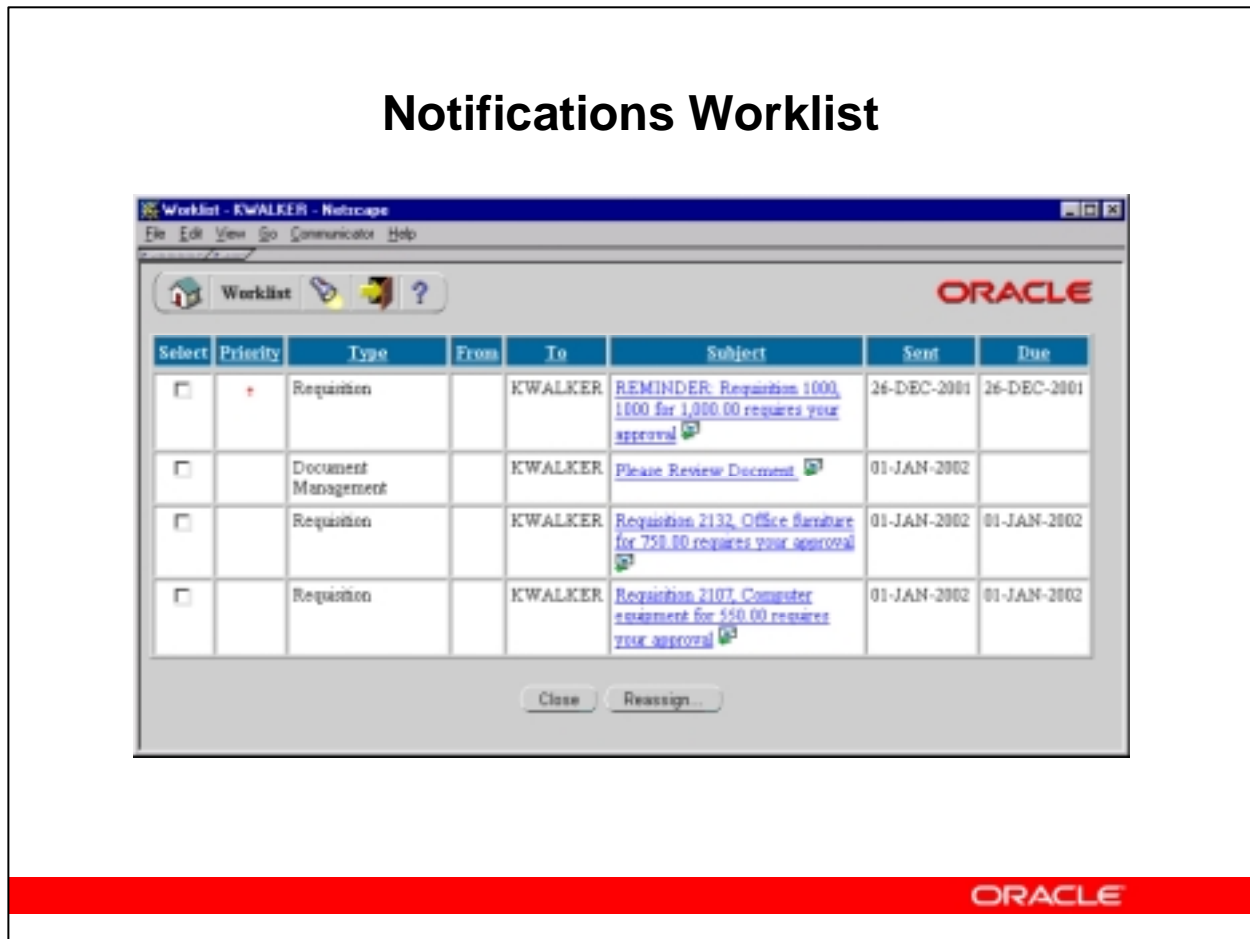 Notifications Worklist
Worklist - KWALKER - Netscape
File Edit View Go Communicator Help
Worklist ?
ORACLE
Select Priority Type From To Subject Sent Due
Requisition KWALKER REMINDER: Requisition 1000, 26-DEC-2001 26-DEC-2001
1000 for 1,000.00 requires your
approval
Document KWALKER Please Review Docment 01-JAN-2002
Management
Requisition KWALKER Requisition 2132, Office furniture 01-JAN-2002 01-JAN-2002
for 750.00 requires your approval
Requisition KWALKER Requisition 2107, Computer 01-JAN-2002 01-JAN-2002
equipment for 550.00 requires
your approval
Close Reassign...
ORACLE